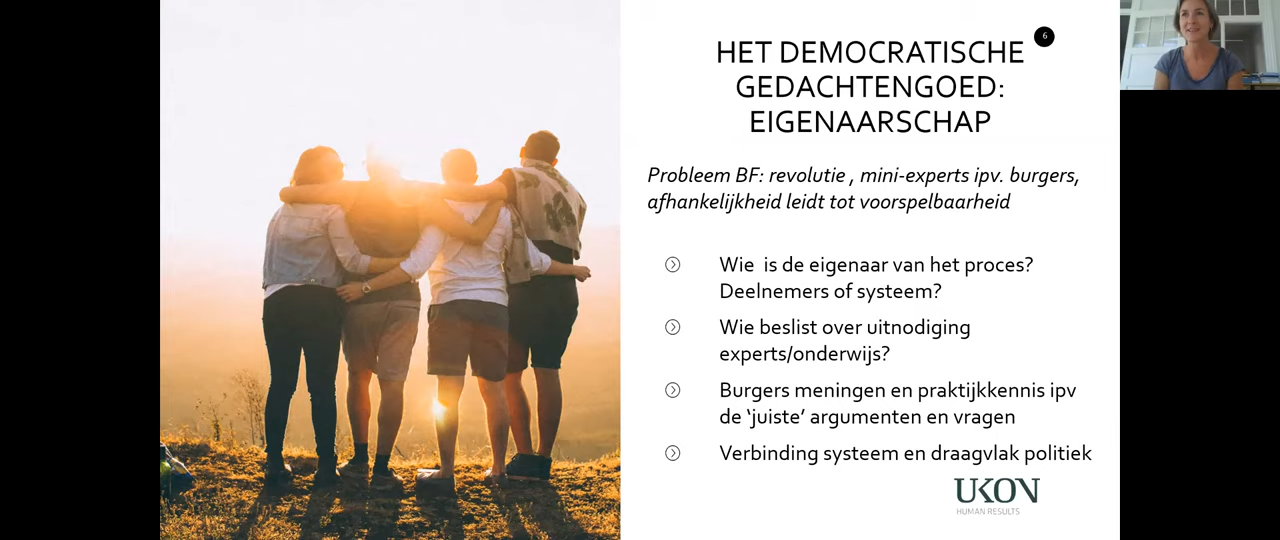 HET DEMOCRATISCHE
GEDACHTENGOED:
EIGENAARSCHAP
6
Probleem BF: revolutie , mini-experts ipv. burgers,
afhankelijkheid leidt tot voorspelbaarheid
Wie is de eigenaar van het proces?
Deelnemers of systeem?
Wie beslist over uitnodiging
experts/onderwijs?
Burgers meningen en praktijkkennis ipv
de ‘juiste’ argumenten en vragen
Verbinding systeem en draagvlak politiek
UKON
HUMAN RESULTS